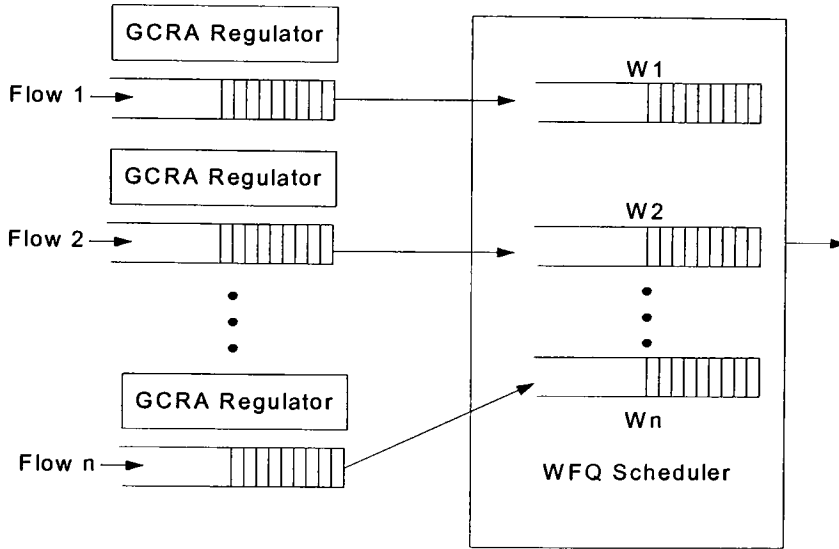 GCRA Regulator
Flow 1
W1
GCRA Regulator
Flow 2
W2
GCRA Regulator
Flow n
Wn
WFQ Scheduler